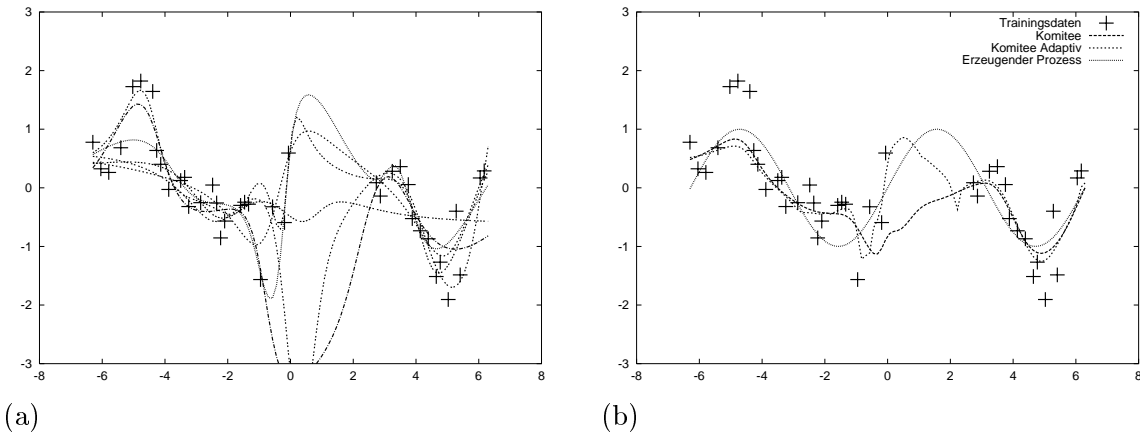 3
2
1
0
-1
-2
-3
-8 -6 -4 -2 0 2 4 6 8
(a)
3
2
1
0
-1
-2
-3
-8 -6 -4 -2 0 2 4 6 8
Trainingsdaten
Komitee
Komitee Adaptiv
Erzeugender Prozess
(b)